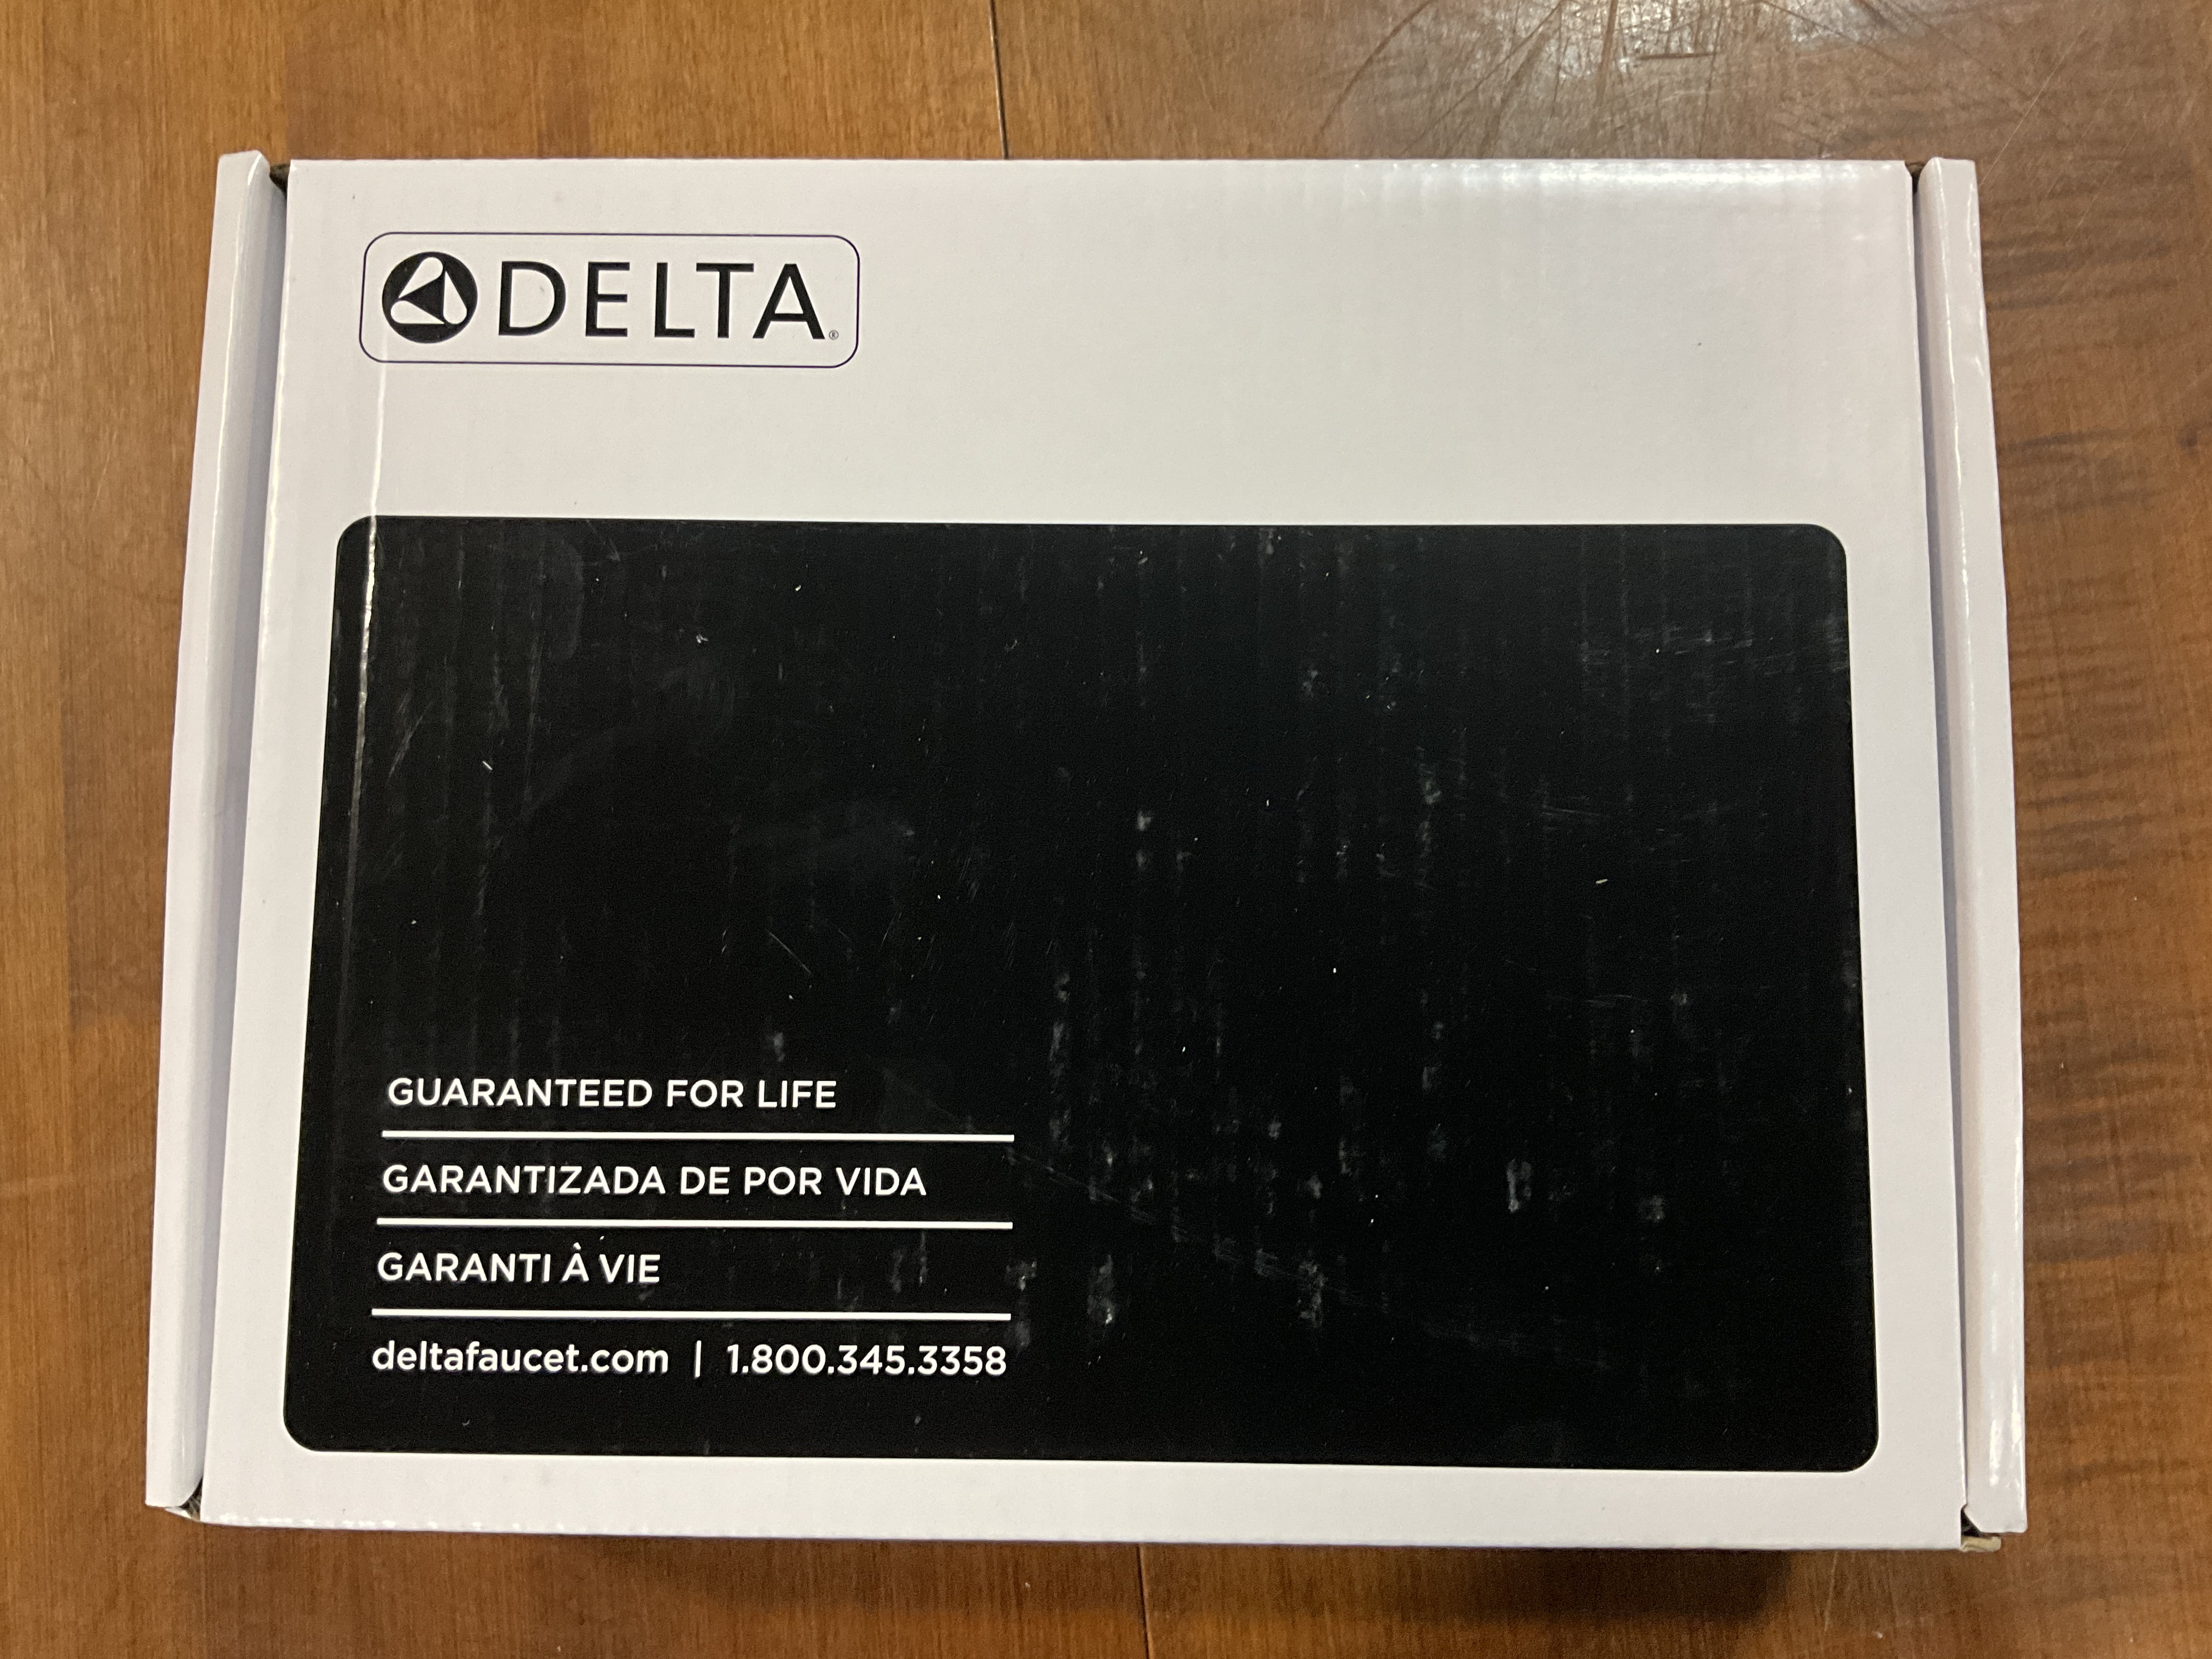 DELTA®
GUARANTEED FOR LIFE
GARANTIZADA DE POR VIDA
GARANTI À VIE
deltafaucet.com | 1.800.345.3358